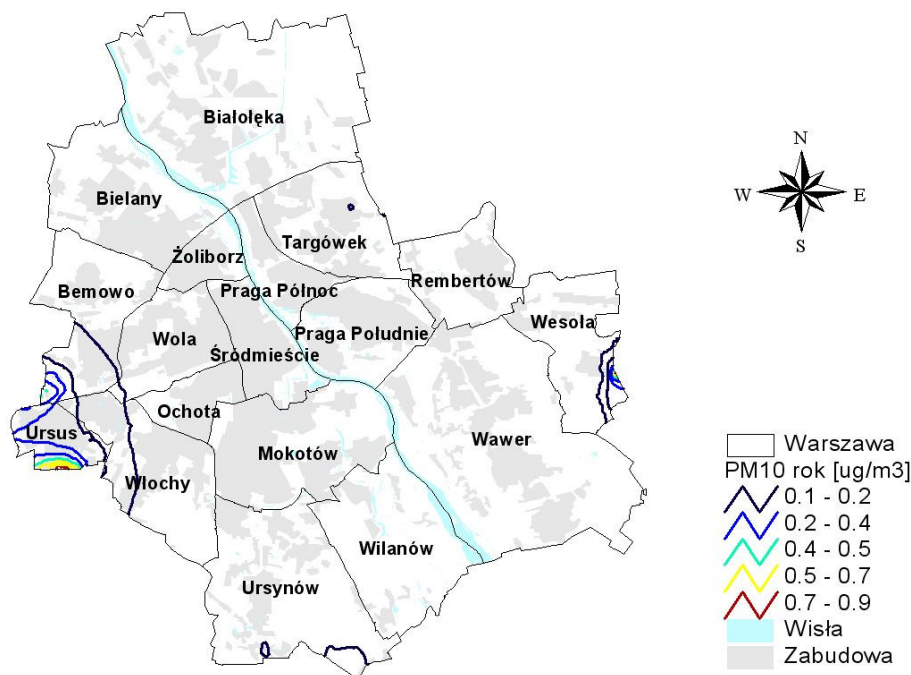 Białołęka
N
Bielany
W
E
Targówek
S
Żoliborz
Rembertów
Bemowo
Praga Północ
Wesoła
Wola
Praga Południe
Śródmieście
Ochota
Ursus
Wawer
Mokotów
Włochy
Wilanów
Ursynów
Warszawa
PM10 rok [ug/m3]
0.1 - 0.2
0.2 - 0.4
0.4 - 0.5
0.5 - 0.7
0.7 - 0.9
Wisła
Zabudowa